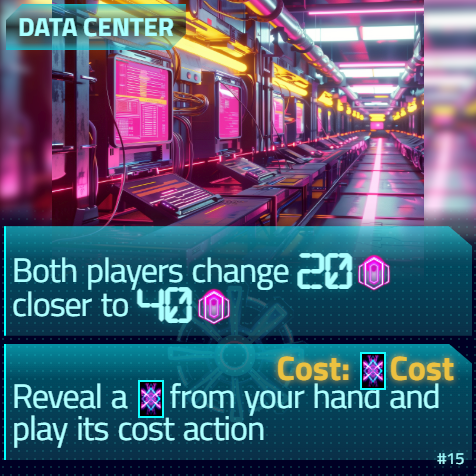 DATA CENTER
Both players change 20
closer to 40
Cost: Cost
Reveal a from your hand and
play its cost action
#15